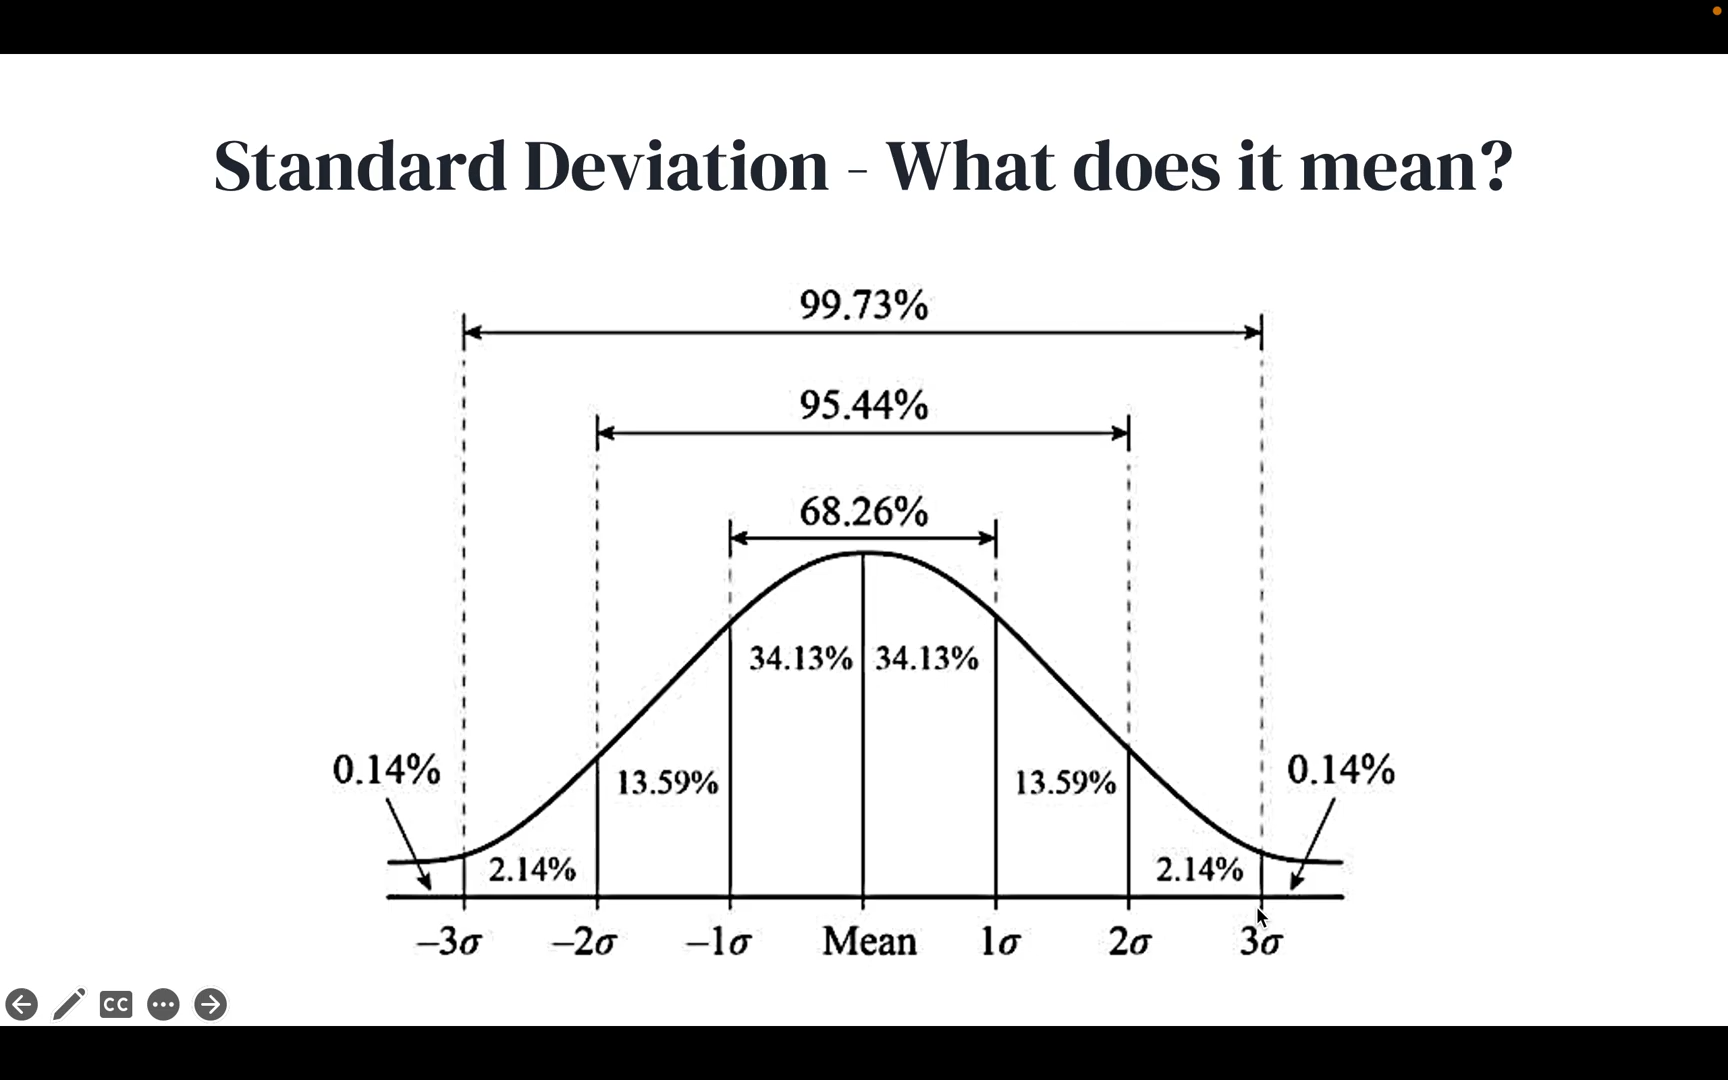 Standard Deviation - What does it mean?
99.73%
95.44%
68.26%
34.13% 34.13%
0.14% 13.59% 13.59% 0.14%
2.14% 2.14%
–3σ –2σ –1σ Mean 1σ 2σ 3σ
CC